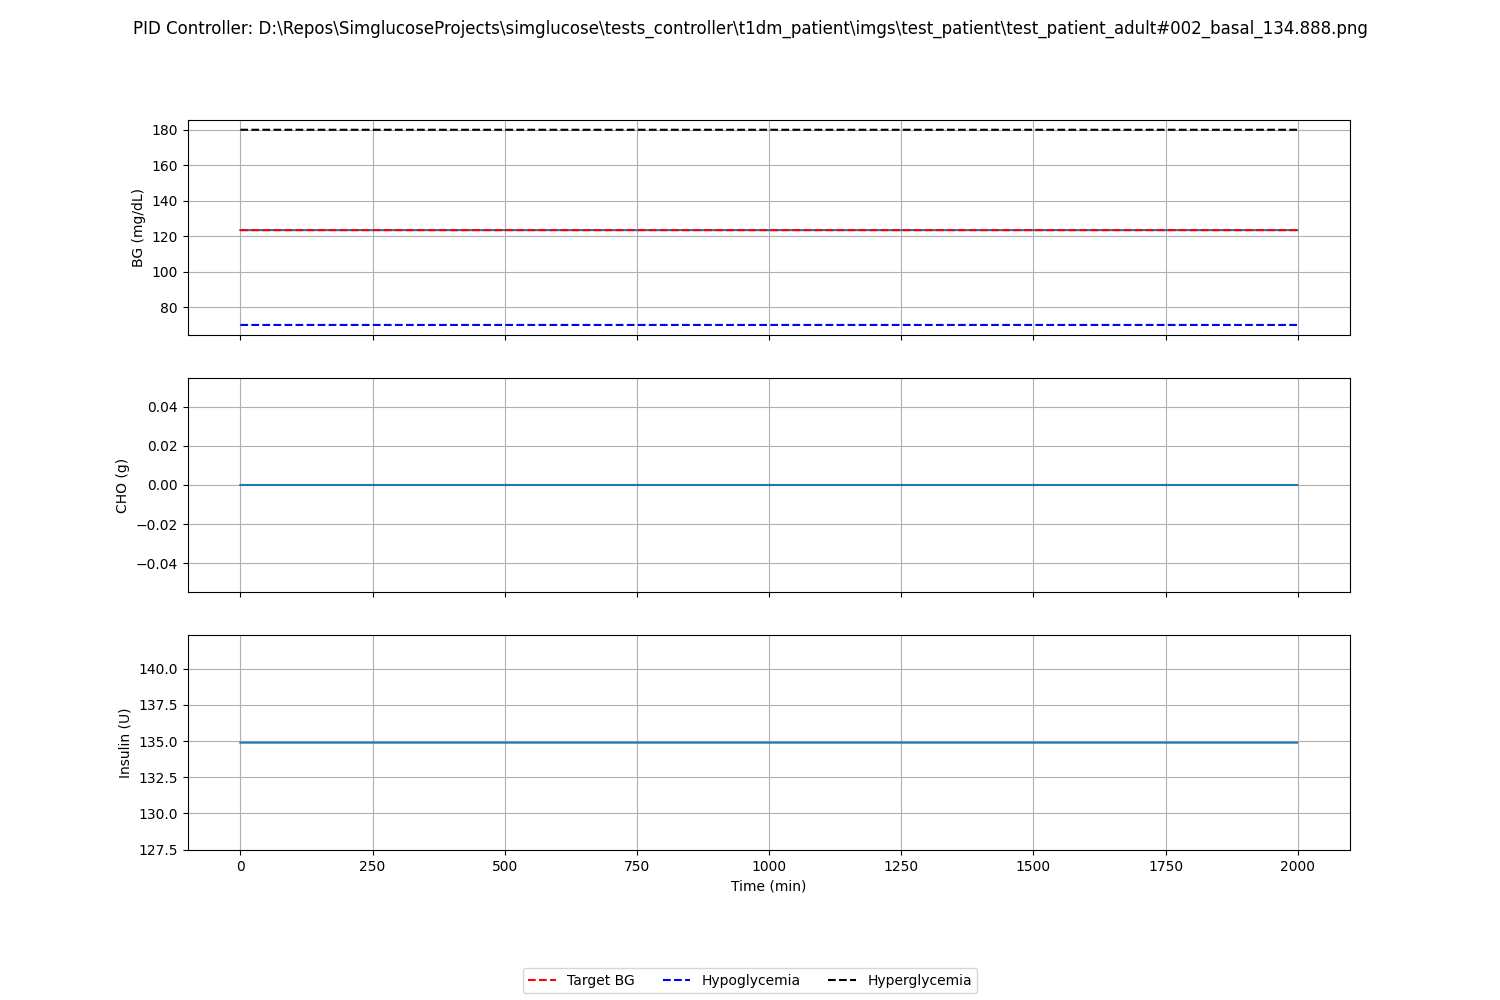 PID Controller: D:\Repos\SimglucoseProjects\simglucose\tests_controller\t1dm_patient\imgs\test_patient\test_patient_adult#002_basal_134.888.png
180
160
140
120
100
80
BG (mg/dL)
0.04
0.02
0.00
−0.02
−0.04
CHO (g)
140.0
137.5
135.0
132.5
130.0
127.5
Insulin (U)
0 250 500 750 1000 1250 1500 1750 2000
Time (min)
Target BG Hypoglycemia Hyperglycemia